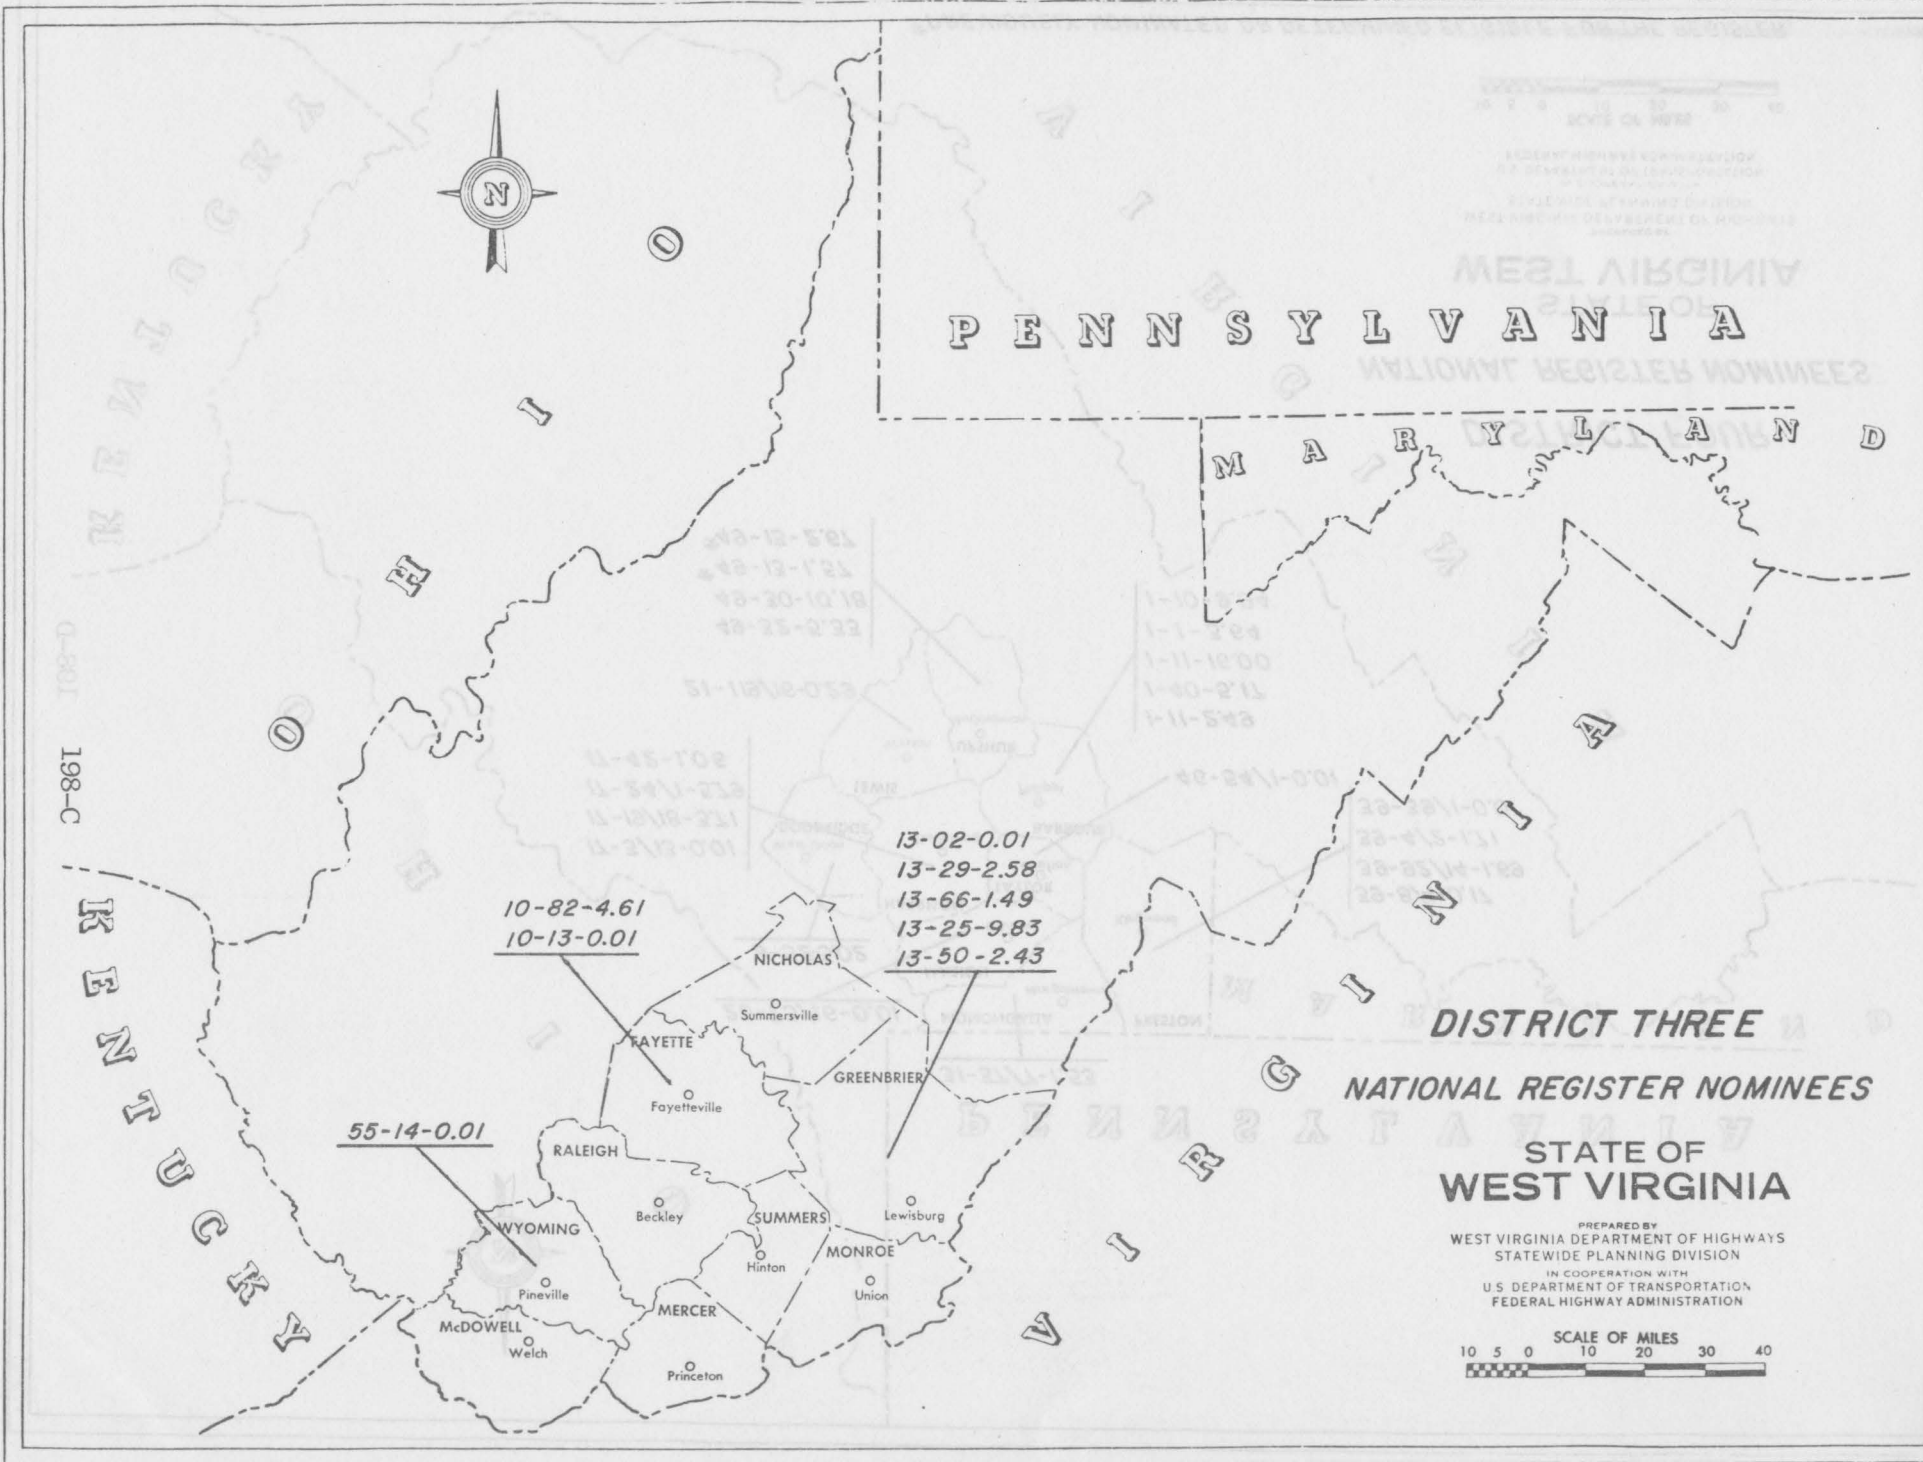 PENNSYLVANIA
MARYLAND
OHIO
N
198-C
KENTUCKY
VIRGINIA
13-02-0.01
13-29-2.58
13-66-1.49
13-25-9.83
13-50-2.43
10-82-4.61
10-13-0.01
55-14-0.01
NICHOLAS
Summersville
FAYETTE
Fayetteville
GREENBRIER
Lewisburg
RALEIGH
Beckley
SUMMERS
Hinton
MONROE
Union
WYOMING
Pineville
MERCER
Princeton
McDOWELL
Welch
DISTRICT THREE
NATIONAL REGISTER NOMINEES
STATE OF
WEST VIRGINIA
PREPARED BY
WEST VIRGINIA DEPARTMENT OF HIGHWAYS
STATEWIDE PLANNING DIVISION
IN COOPERATION WITH
U.S. DEPARTMENT OF TRANSPORTATION
FEDERAL HIGHWAY ADMINISTRATION
SCALE OF MILES
10 5 0 10 20 30 40